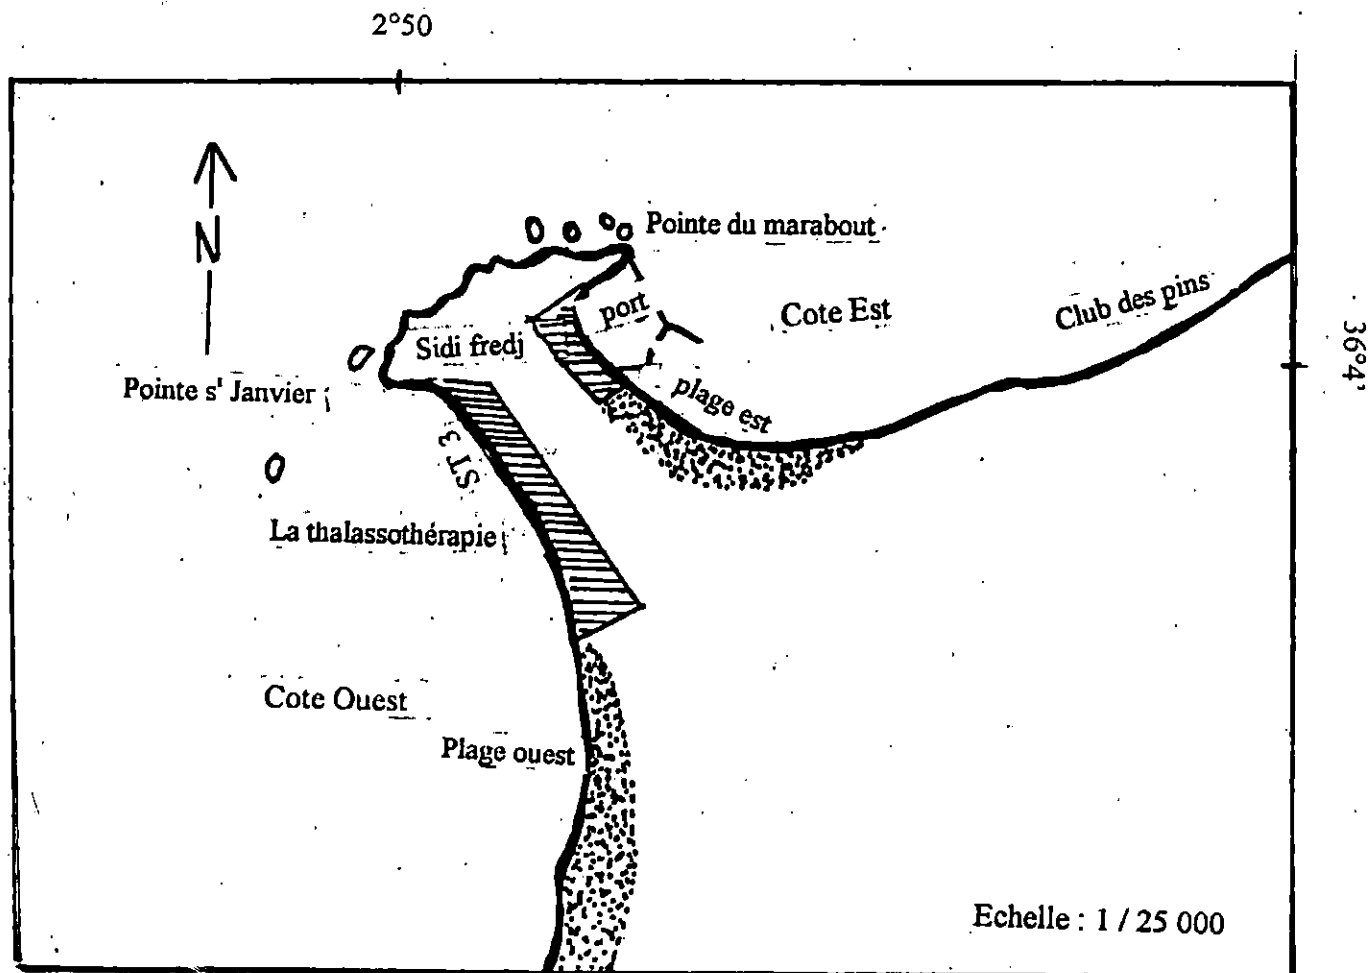 2°50
N
Pointe du marabout
port
Cote Est
Club des pins
Sidi fredj
36°4'
Pointe sᵗ Janvier
plage est
ST 3
La thalassothérapie
Cote Ouest
Plage ouest
Echelle : 1 / 25 000